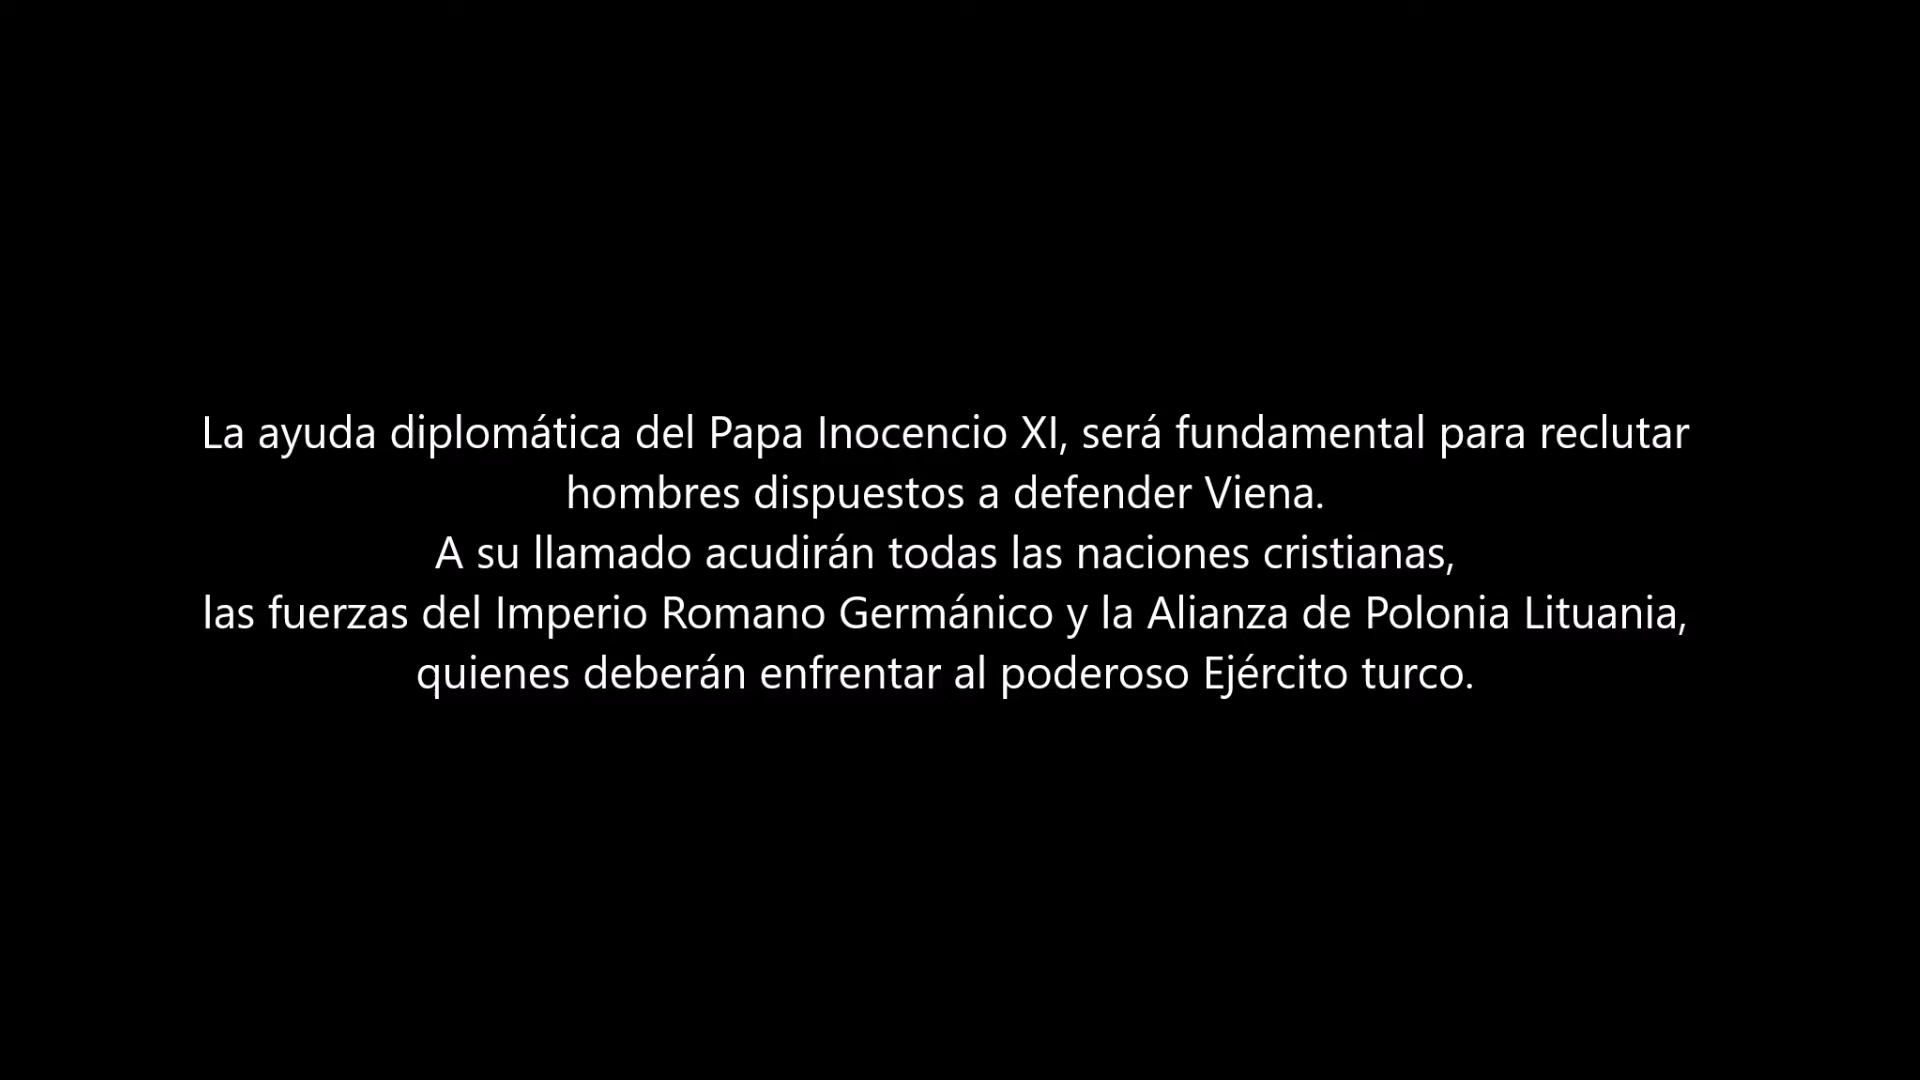 La ayuda diplomática del Papa Inocencio XI, será fundamental para reclutar
hombres dispuestos a defender Viena.
A su llamado acudirán todas las naciones cristianas,
las fuerzas del Imperio Romano Germánico y la Alianza de Polonia Lituania,
quienes deberán enfrentar al poderoso Ejército turco.